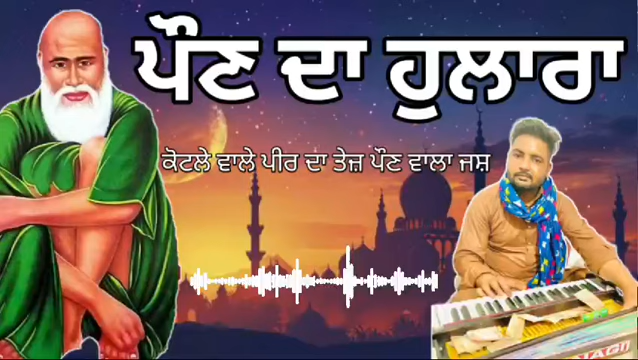 ਪੌਣ ਦਾ ਹੁਲਾਰਾ
ਕੋਟਲੇ ਵਾਲੇ ਪੀਰ ਦਾ ਤੇਜ਼ ਪੌਣ ਵਾਲਾ ਜਸ਼